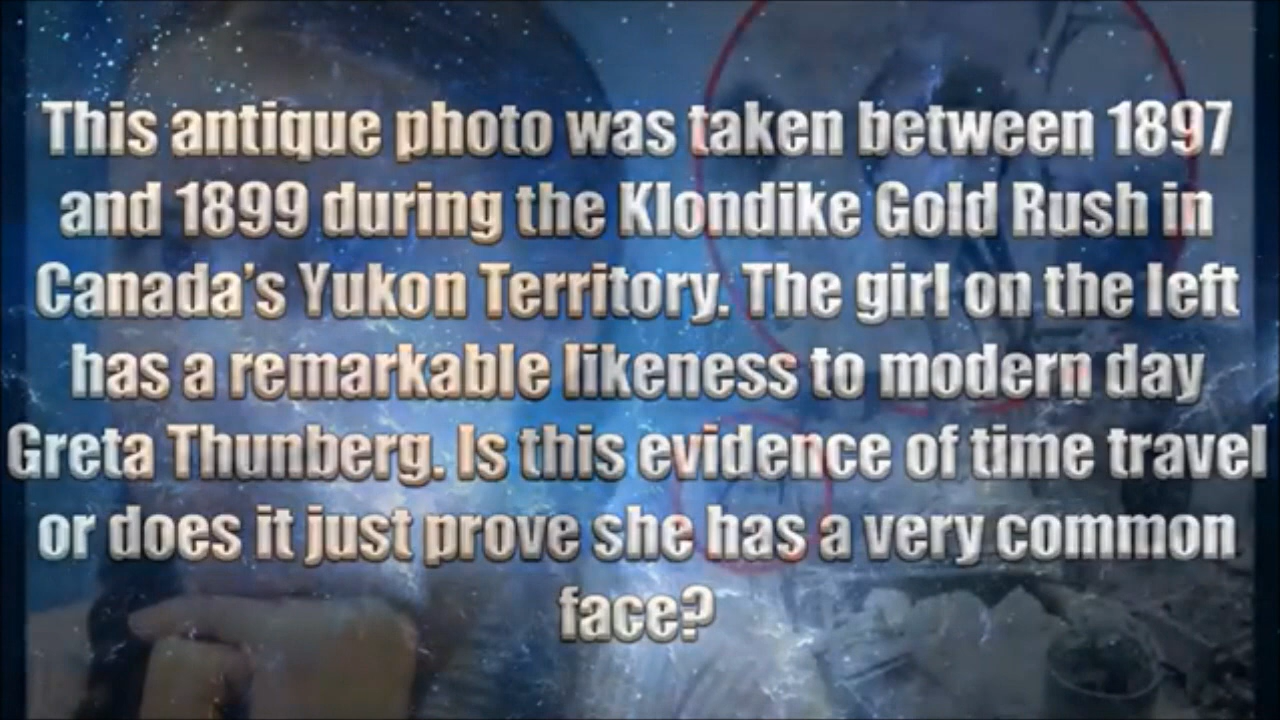 This antique photo was taken between 1897
and 1899 during the Klondike Gold Rush in
Canada's Yukon Territory. The girl on the left
has a remarkable likeness to modern day
Greta Thunberg. Is this evidence of time travel
or does it just prove she has a very common
face?